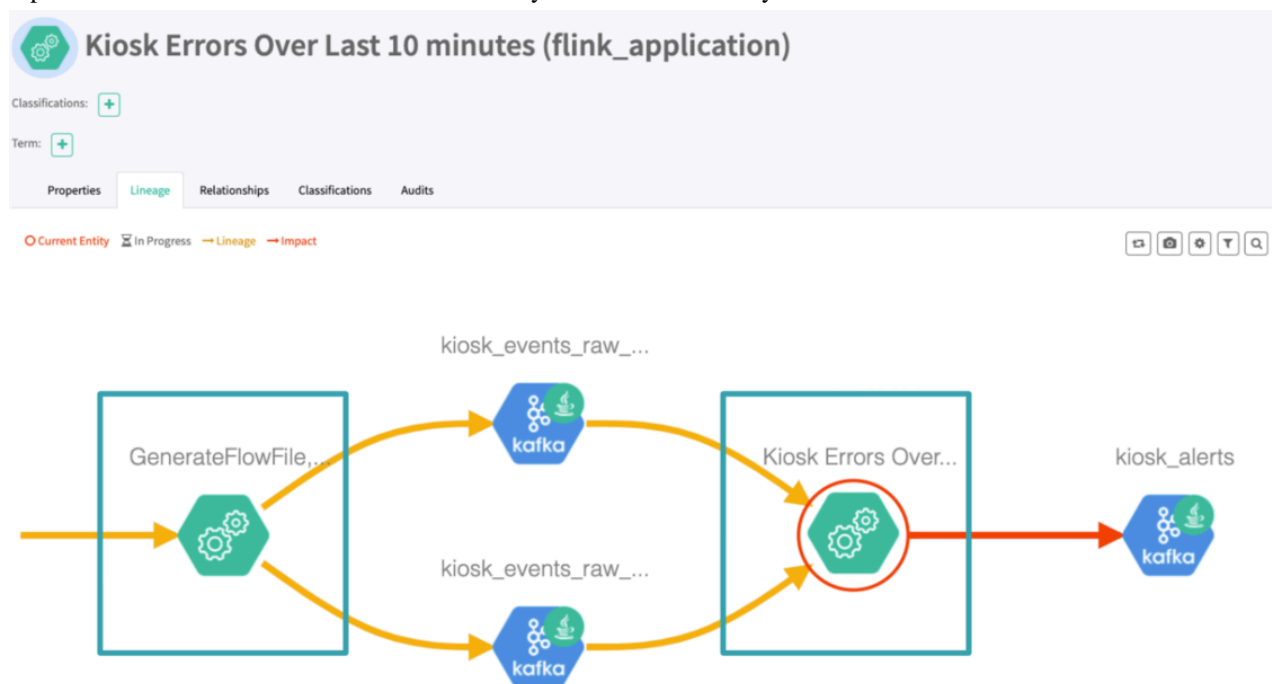 Kiosk Errors Over Last 10 minutes (flink_application)
Classifications: +
Term: +
Properties Lineage Relationships Classifications Audits
Current Entity In Progress Lineage Impact
kiosk_events_raw_...
kafka
GenerateFlowFile,...
Kiosk Errors Over...
kiosk_alerts
kafka
kiosk_events_raw_...
kafka